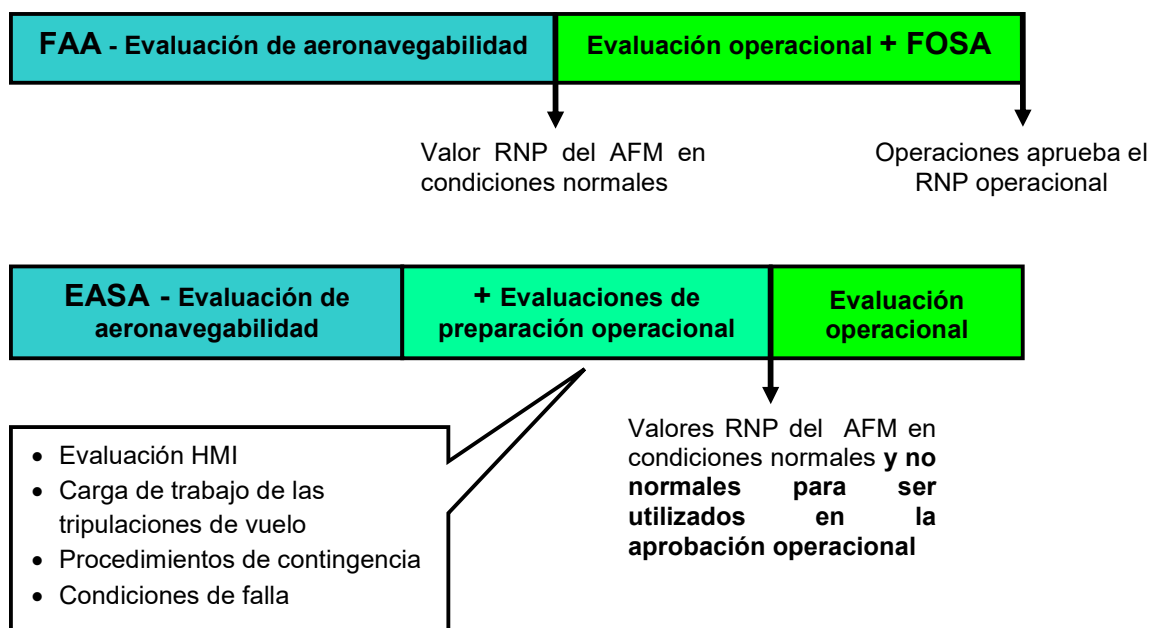 FAA - Evaluación de aeronavegabilidad
Evaluación operacional + FOSA
Valor RNP del AFM en
condiciones normales
Operaciones aprueba el
RNP operacional
EASA - Evaluación de
aeronavegabilidad
+ Evaluaciones de
preparación operacional
Evaluación
operacional
• Evaluación HMI
• Carga de trabajo de las
tripulaciones de vuelo
• Procedimientos de contingencia
• Condiciones de falla
Valores RNP del AFM en
condiciones normales y no
normales para ser
utilizados en la
aprobación operacional